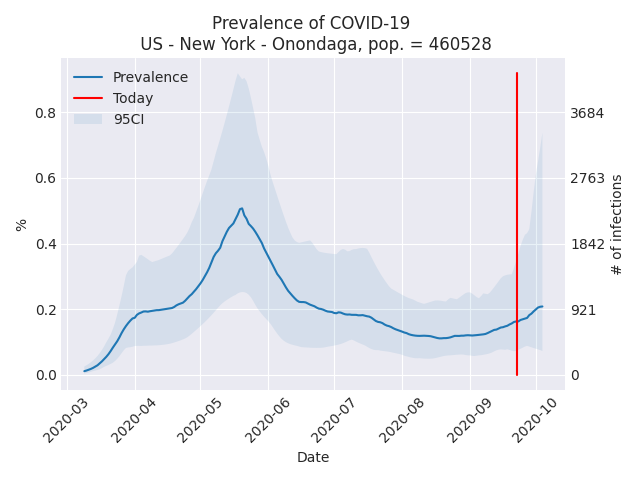 Prevalence of COVID-19
US - New York - Onondaga, pop. = 460528
Prevalence
Today
95CI
%
0.8
0.6
0.4
0.2
0.0
3684
2763
1842
921
0
# of infections
2020-03
2020-04
2020-05
2020-06
2020-07
2020-08
2020-09
2020-10
Date